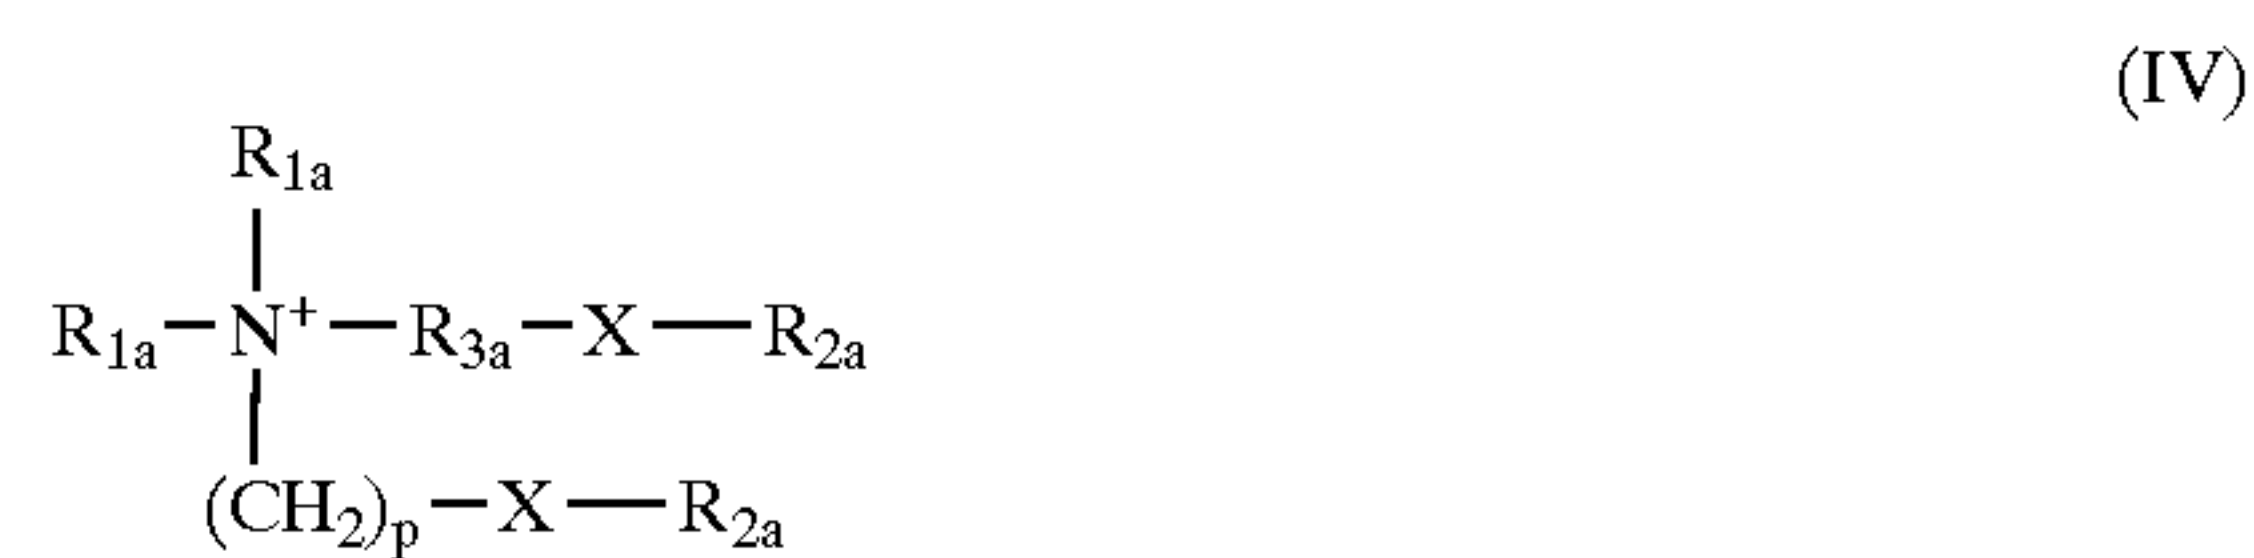 (IV)
R1a
R1a–N+–R3a–X–R2a
(CH2)p–X–R2a